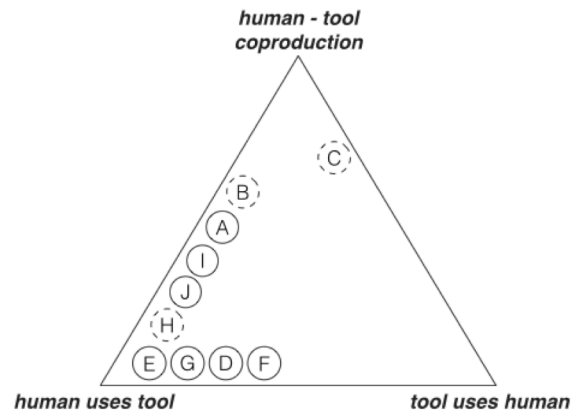 human - tool
coproduction
C
B
A
I
J
H
E G D F
human uses tool
tool uses human